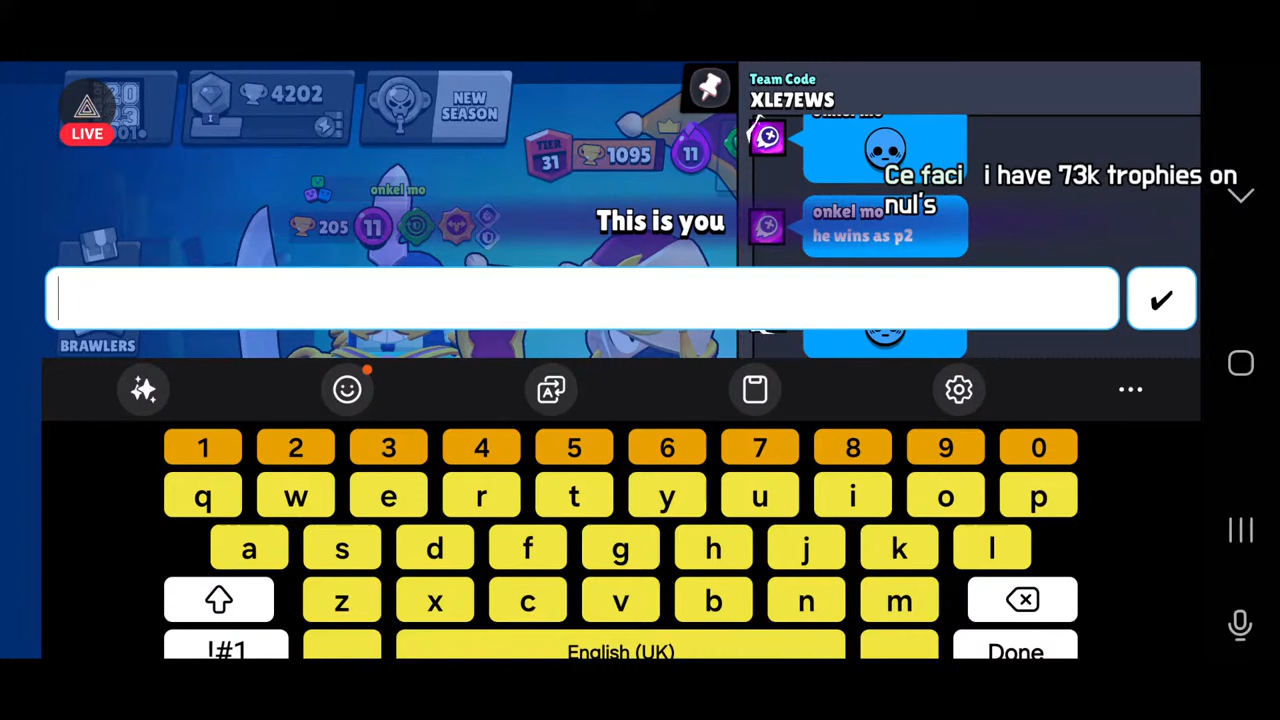 Team Code
XLE7EWS
LIVE
4202
NEW
SEASON
TIER
31
1095
11
onkel mo
205
11
This is you
Ce faci i have 73k trophies on
nul's
onkel mo
he wins as p2
BRAWLERS
✔
1 2 3 4 5 6 7 8 9 0
q w e r t y u i o p
a s d f g h j k l
z x c v b n m
!#1 English (UK) Done